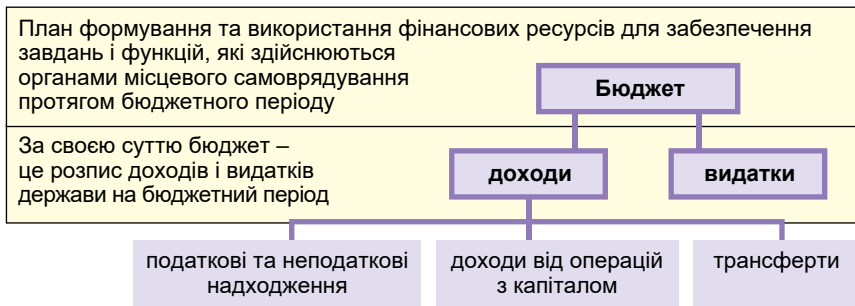 План формування та використання фінансових ресурсів для забезпечення
завдань і функцій, які здійснюються
органами місцевого самоврядування
протягом бюджетного періоду
Бюджет
За своєю суттю бюджет –
це розпис доходів і видатків
держави на бюджетний період
доходи
видатки
податкові та неподаткові
надходження
доходи від операцій
з капіталом
трансферти